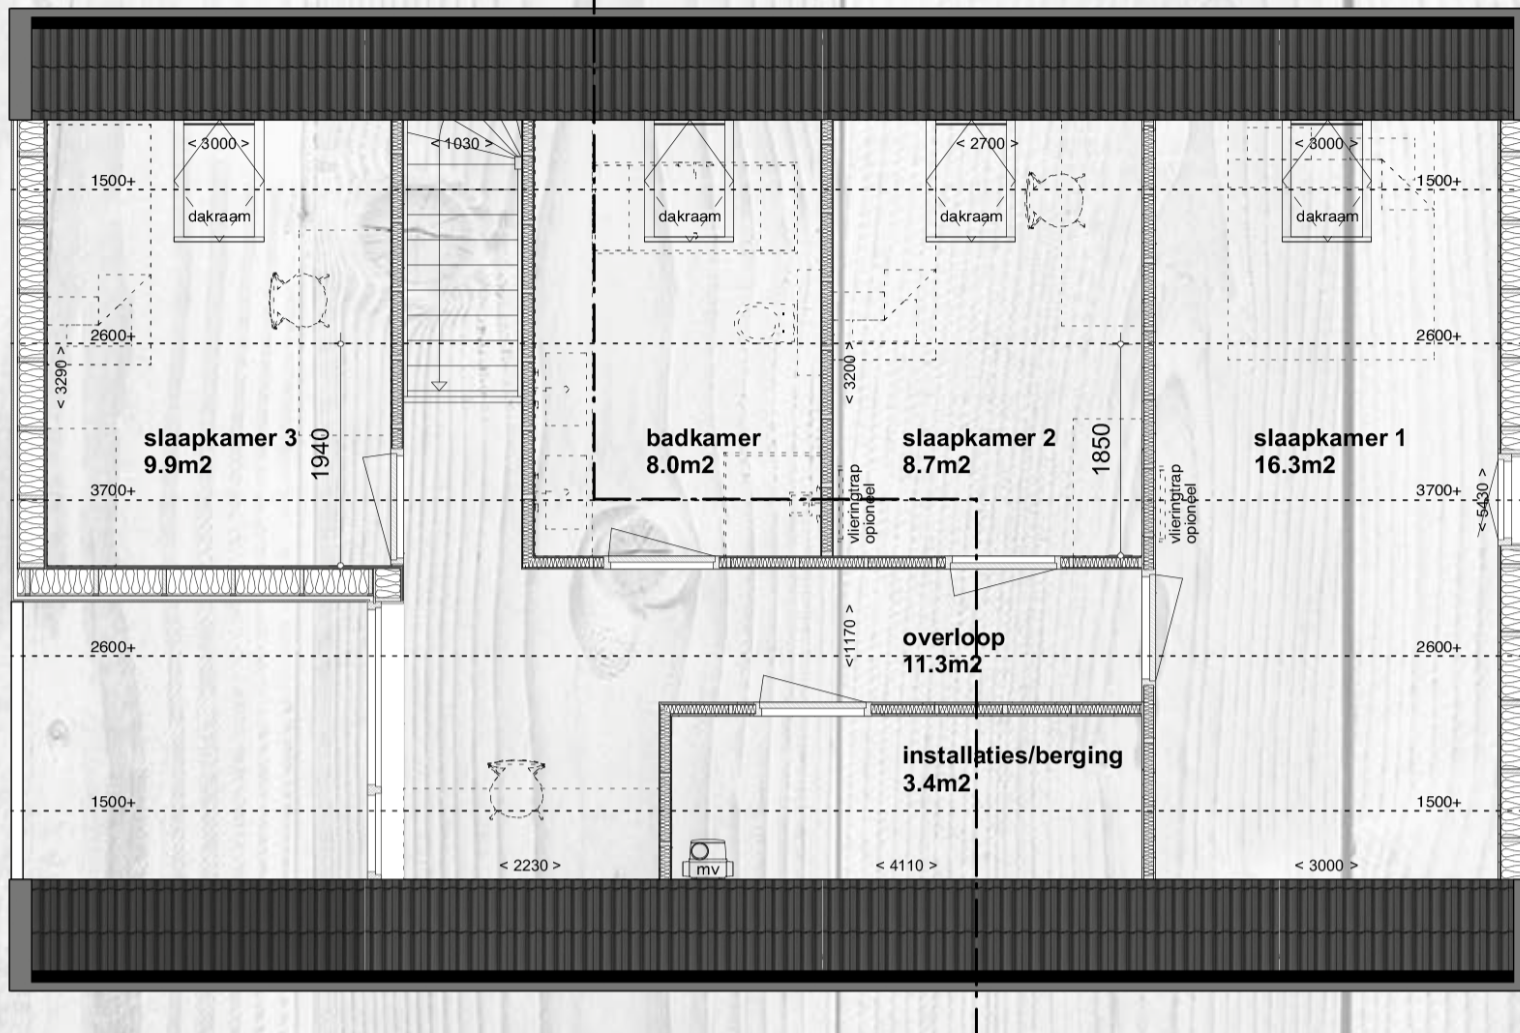 < 3000 >
< 1030 >
< 2700 >
< 3000 >
1500+
1500+
dakraam
dakraam
dakraam
dakraam
2600+
2600+
< 3290 >
< 3200 >
slaapkamer 3
9.9m2
1940
badkamer
8.0m2
slaapkamer 2
8.7m2
1850
slaapkamer 1
16.3m2
3700+
3700+
vlieringtrap
opioneel
vlieringtrap
opioneel
< 5430 >
2600+
2600+
<1170 >
overloop
11.3m2
installaties/berging
3.4m2
1500+
1500+
mv
< 2230 >
< 4110 >
< 3000 >